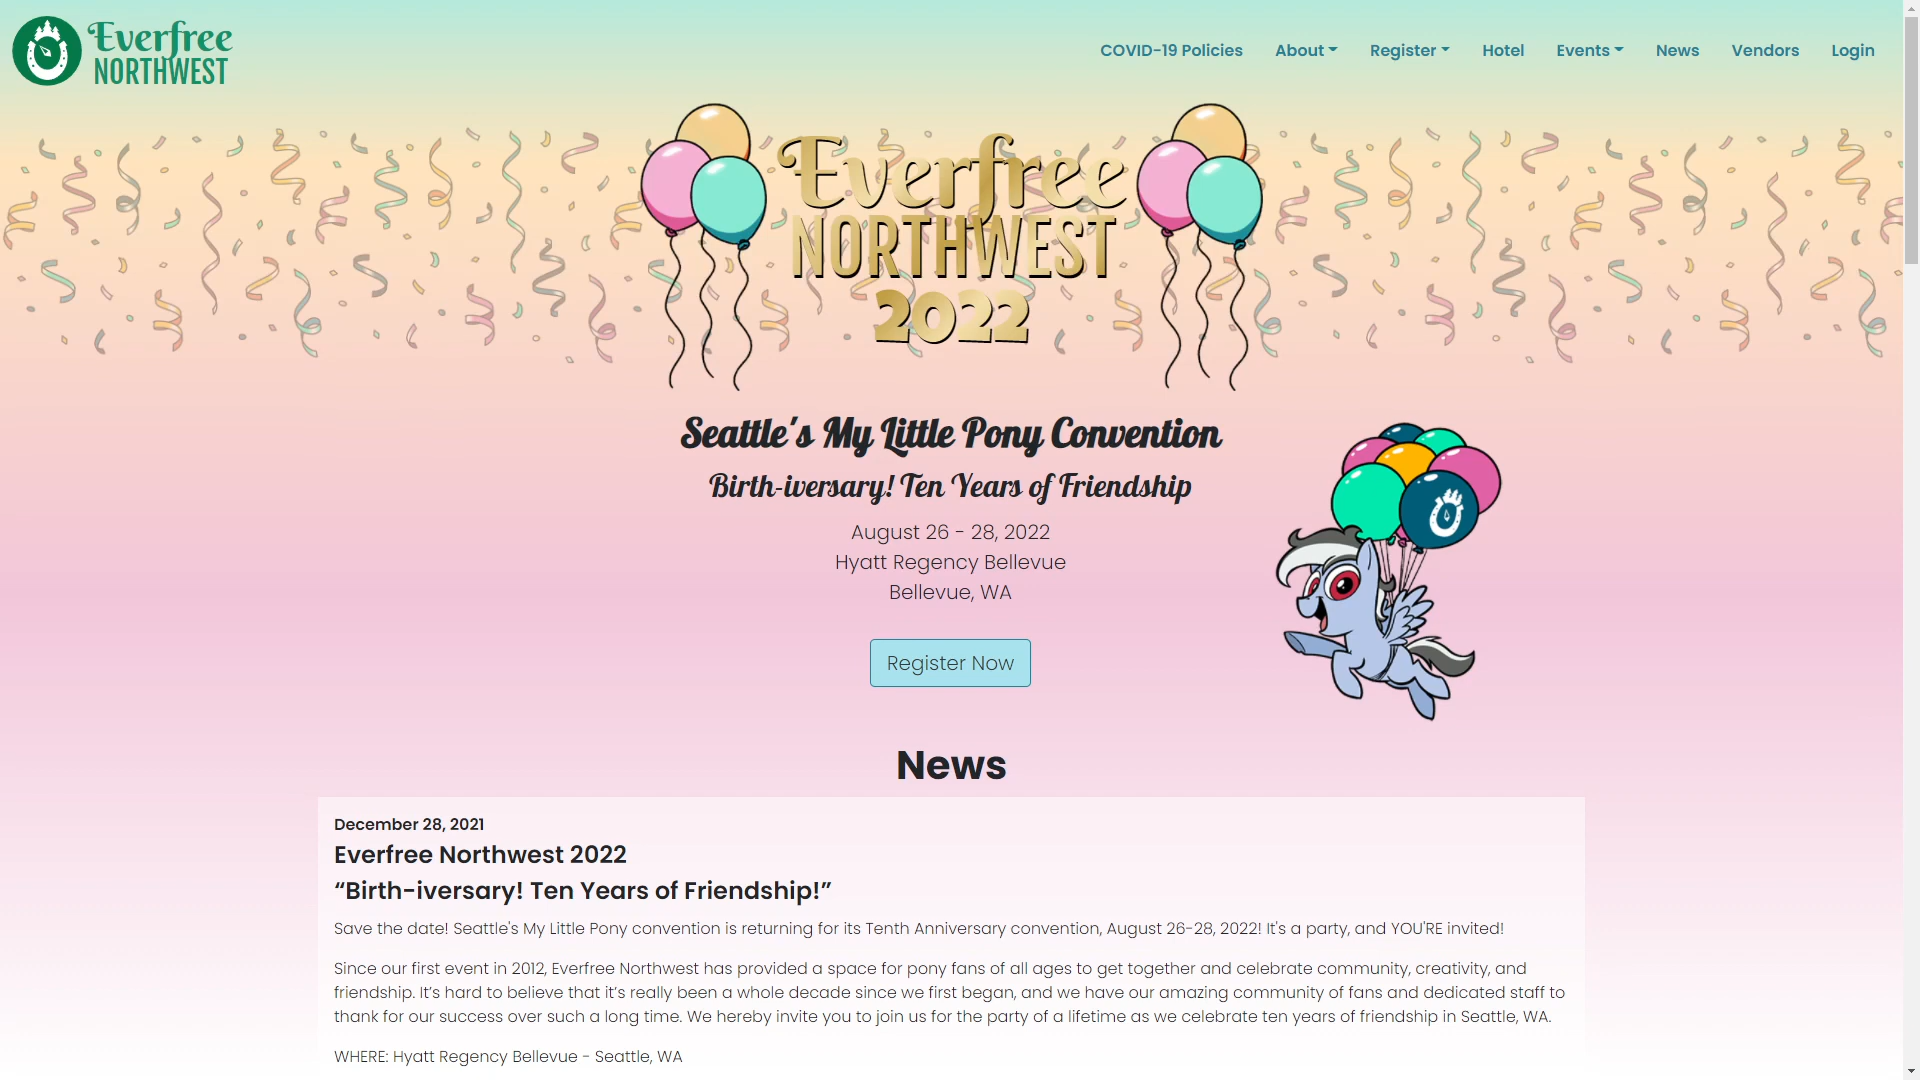 Everfree
NORTHWEST
COVID-19 Policies
About
Register
Hotel
Events
News
Vendors
Login
Everfree
NORTHWEST
2022
Seattle's My Little Pony Convention
Birth-iversary! Ten Years of Friendship
August 26 - 28, 2022
Hyatt Regency Bellevue
Bellevue, WA
Register Now
News
December 28, 2021
Everfree Northwest 2022
“Birth-iversary! Ten Years of Friendship!”
Save the date! Seattle's My Little Pony convention is returning for its Tenth Anniversary convention, August 26-28, 2022! It's a party, and YOU'RE invited!
Since our first event in 2012, Everfree Northwest has provided a space for pony fans of all ages to get together and celebrate community, creativity, and
friendship. It’s hard to believe that it’s really been a whole decade since we first began, and we have our amazing community of fans and dedicated staff to
thank for our success over such a long time. We hereby invite you to join us for the party of a lifetime as we celebrate ten years of friendship in Seattle, WA.
WHERE: Hyatt Regency Bellevue - Seattle, WA